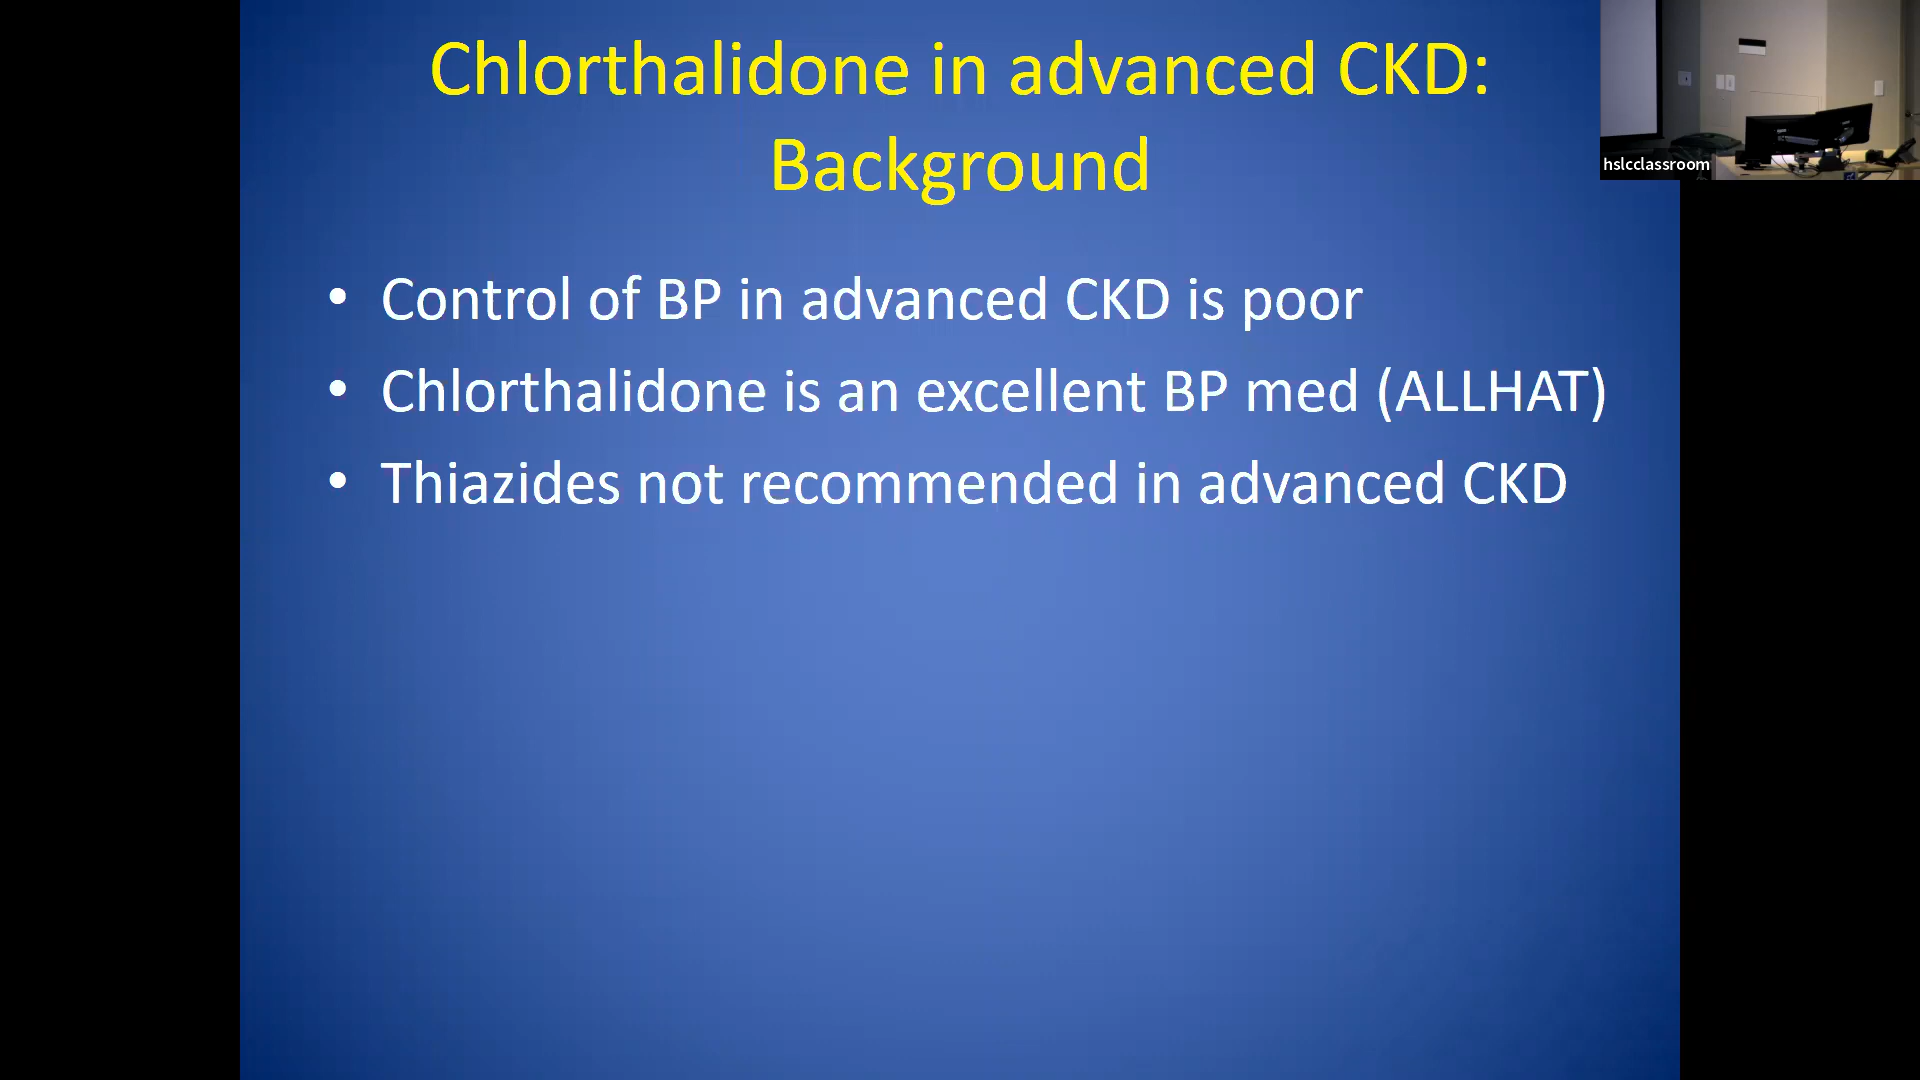 Chlorthalidone in advanced CKD:
Background
hslcclassroom
• Control of BP in advanced CKD is poor
• Chlorthalidone is an excellent BP med (ALLHAT)
• Thiazides not recommended in advanced CKD